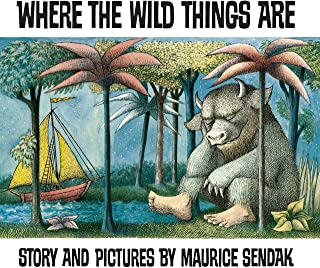 WHERE THE WILD THINGS ARE
STORY AND PICTURES BY MAURICE SENDAK